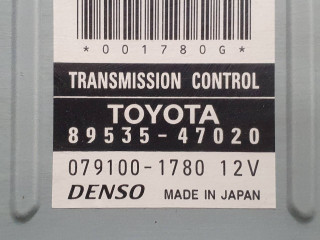 *001780G*
TRANSMISSION CONTROL
TOYOTA
89535-47020
079100-1780 12V
DENSO MADE IN JAPAN